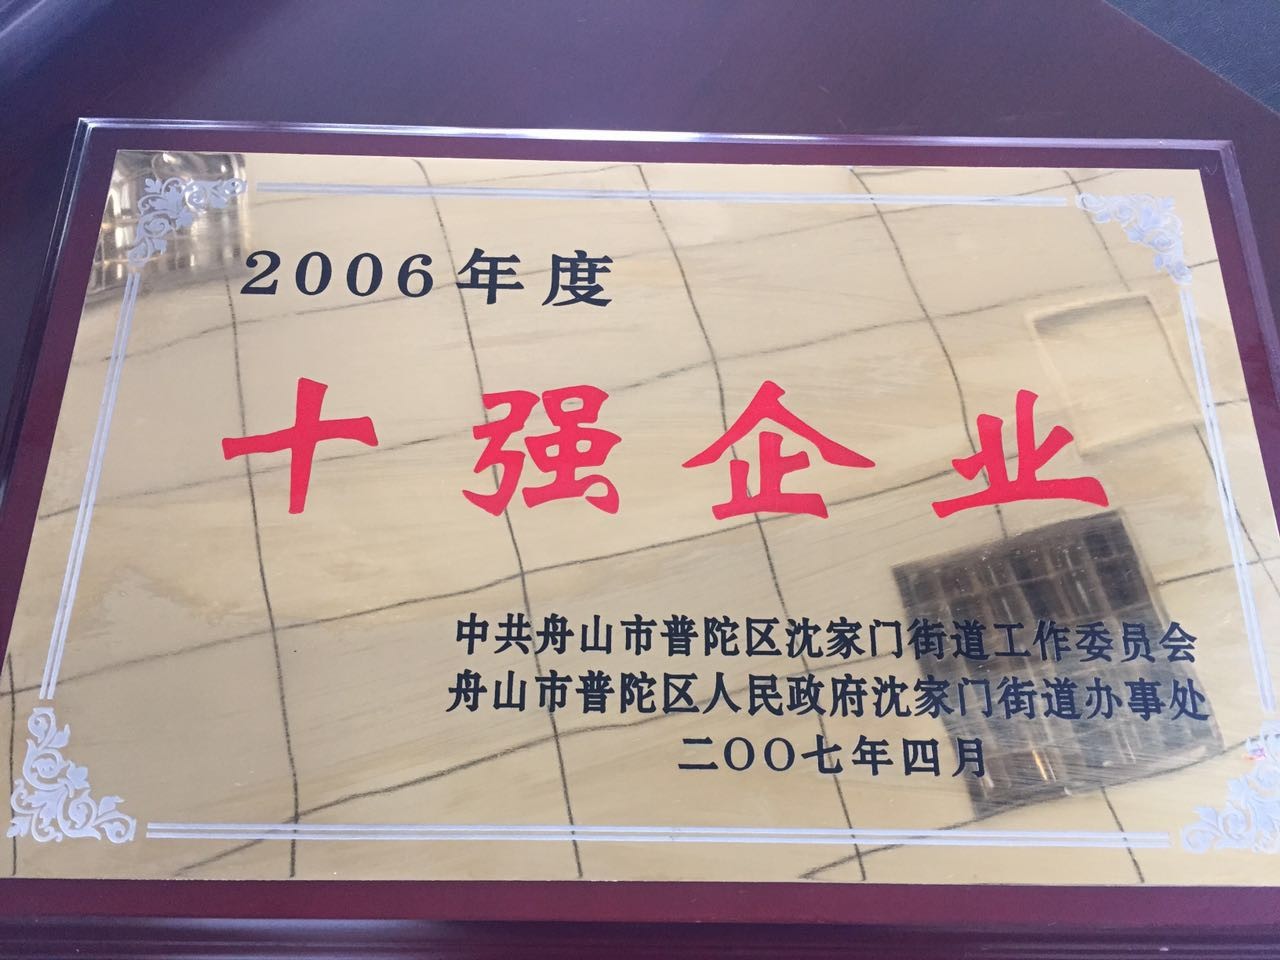 2006年度
十强企业
中共舟山市普陀区沈家门街道工作委员会
舟山市普陀区人民政府沈家门街道办事处
二〇〇七年四月